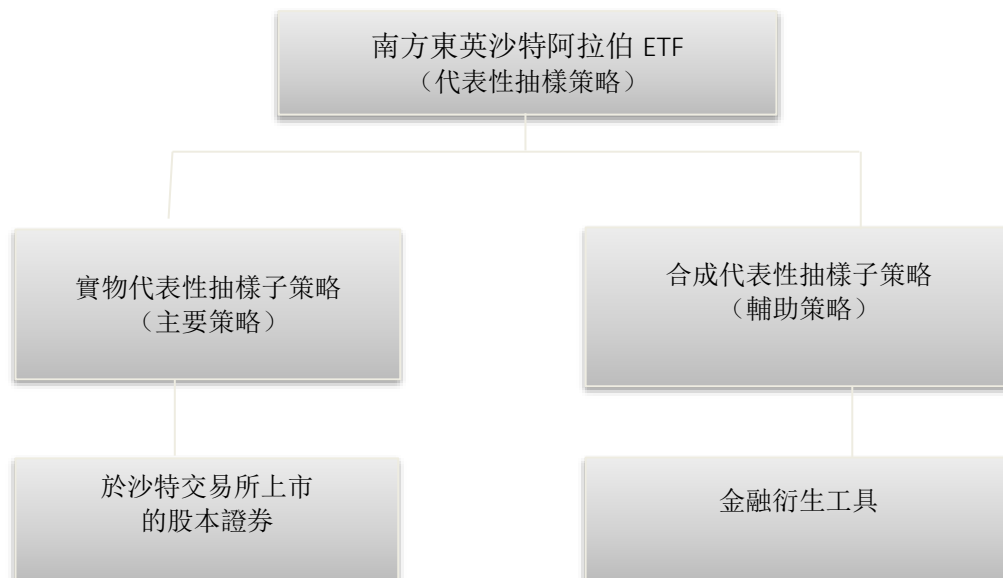 南方東英沙特阿拉伯 ETF
（代表性抽樣策略）
實物代表性抽樣子策略
（主要策略）
合成代表性抽樣子策略
（輔助策略）
於沙特交易所上市
的股本證券
金融衍生工具